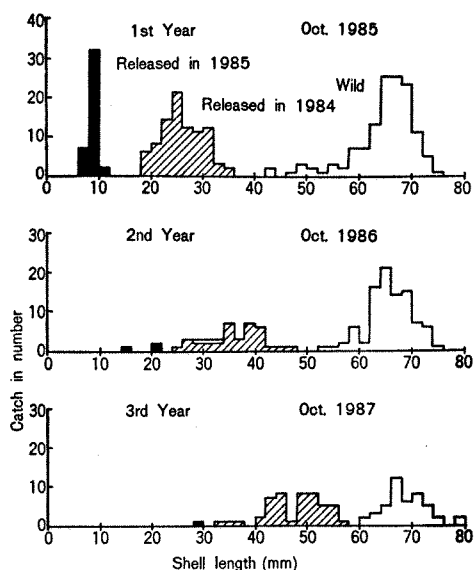 40
30
20
10
0
1st Year Oct. 1985
Released in 1985
Released in 1984
Wild
0 10 20 30 40 50 60 70 80
30
20
10
0
2nd Year Oct. 1986
0 10 20 30 40 50 60 70 80
Catch in number
30
20
10
0
3rd Year Oct. 1987
0 10 20 30 40 50 60 70 80
Shell length (mm)